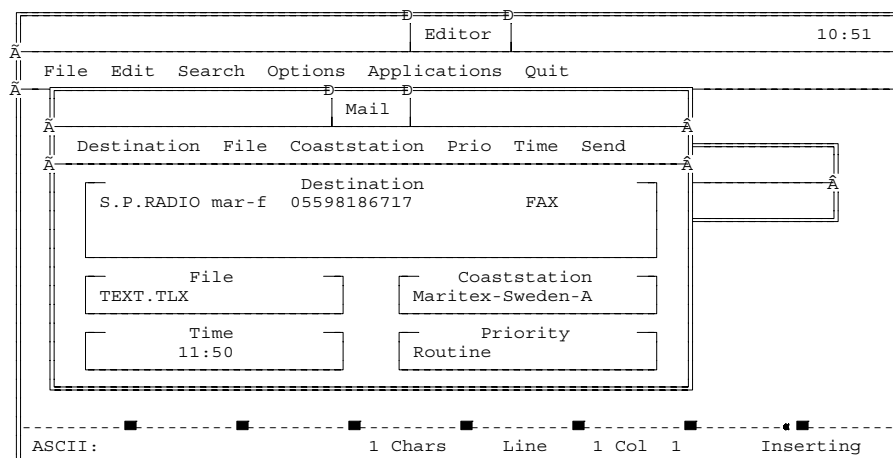 Editor 10:51
File Edit Search Options Applications Quit
Mail
Destination File Coaststation Prio Time Send
Destination
S.P.RADIO mar-f 05598186717 FAX
File Coaststation
TEXT.TLX Maritex-Sweden-A
Time Priority
11:50 Routine
ASCII: 1 Chars Line 1 Col 1 Inserting